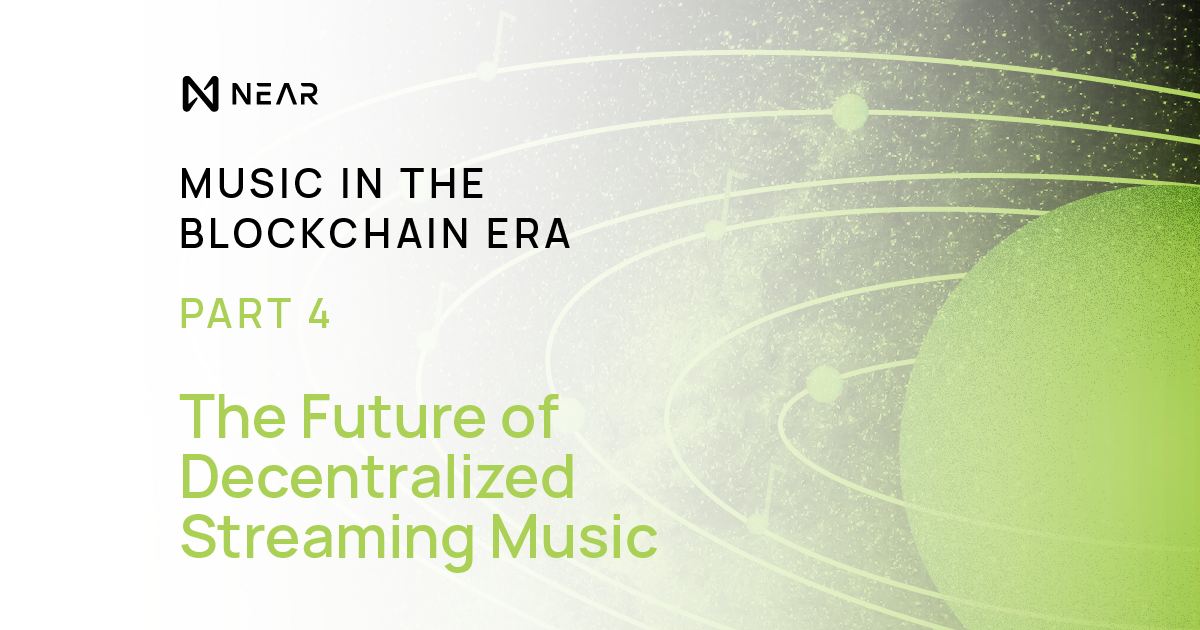 NEAR
MUSIC IN THE
BLOCKCHAIN ERA
PART 4
The Future of
Decentralized
Streaming Music